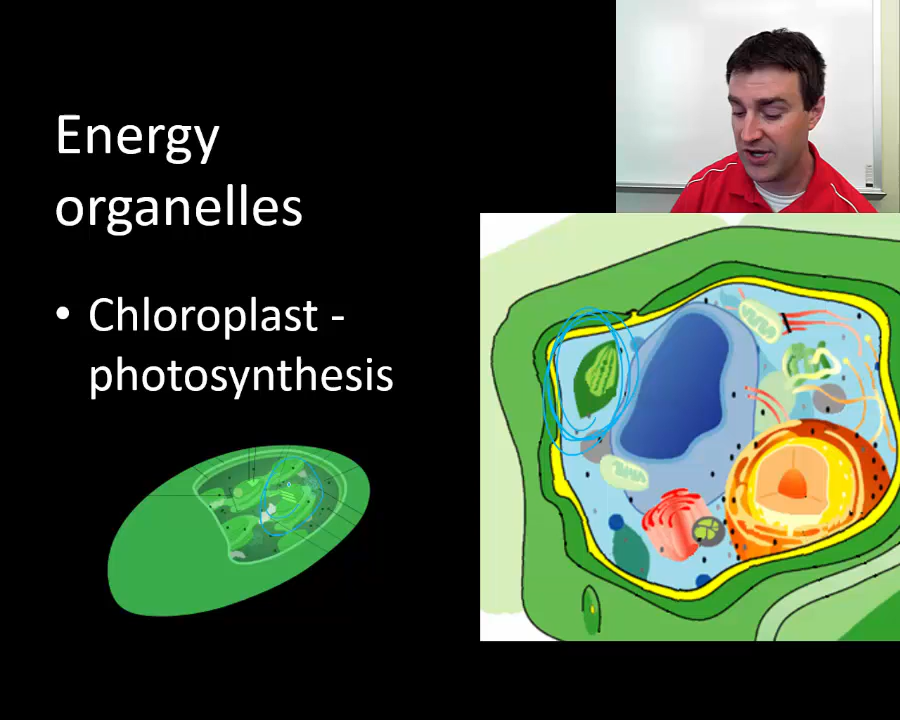 Energy
organelles
• Chloroplast -
photosynthesis